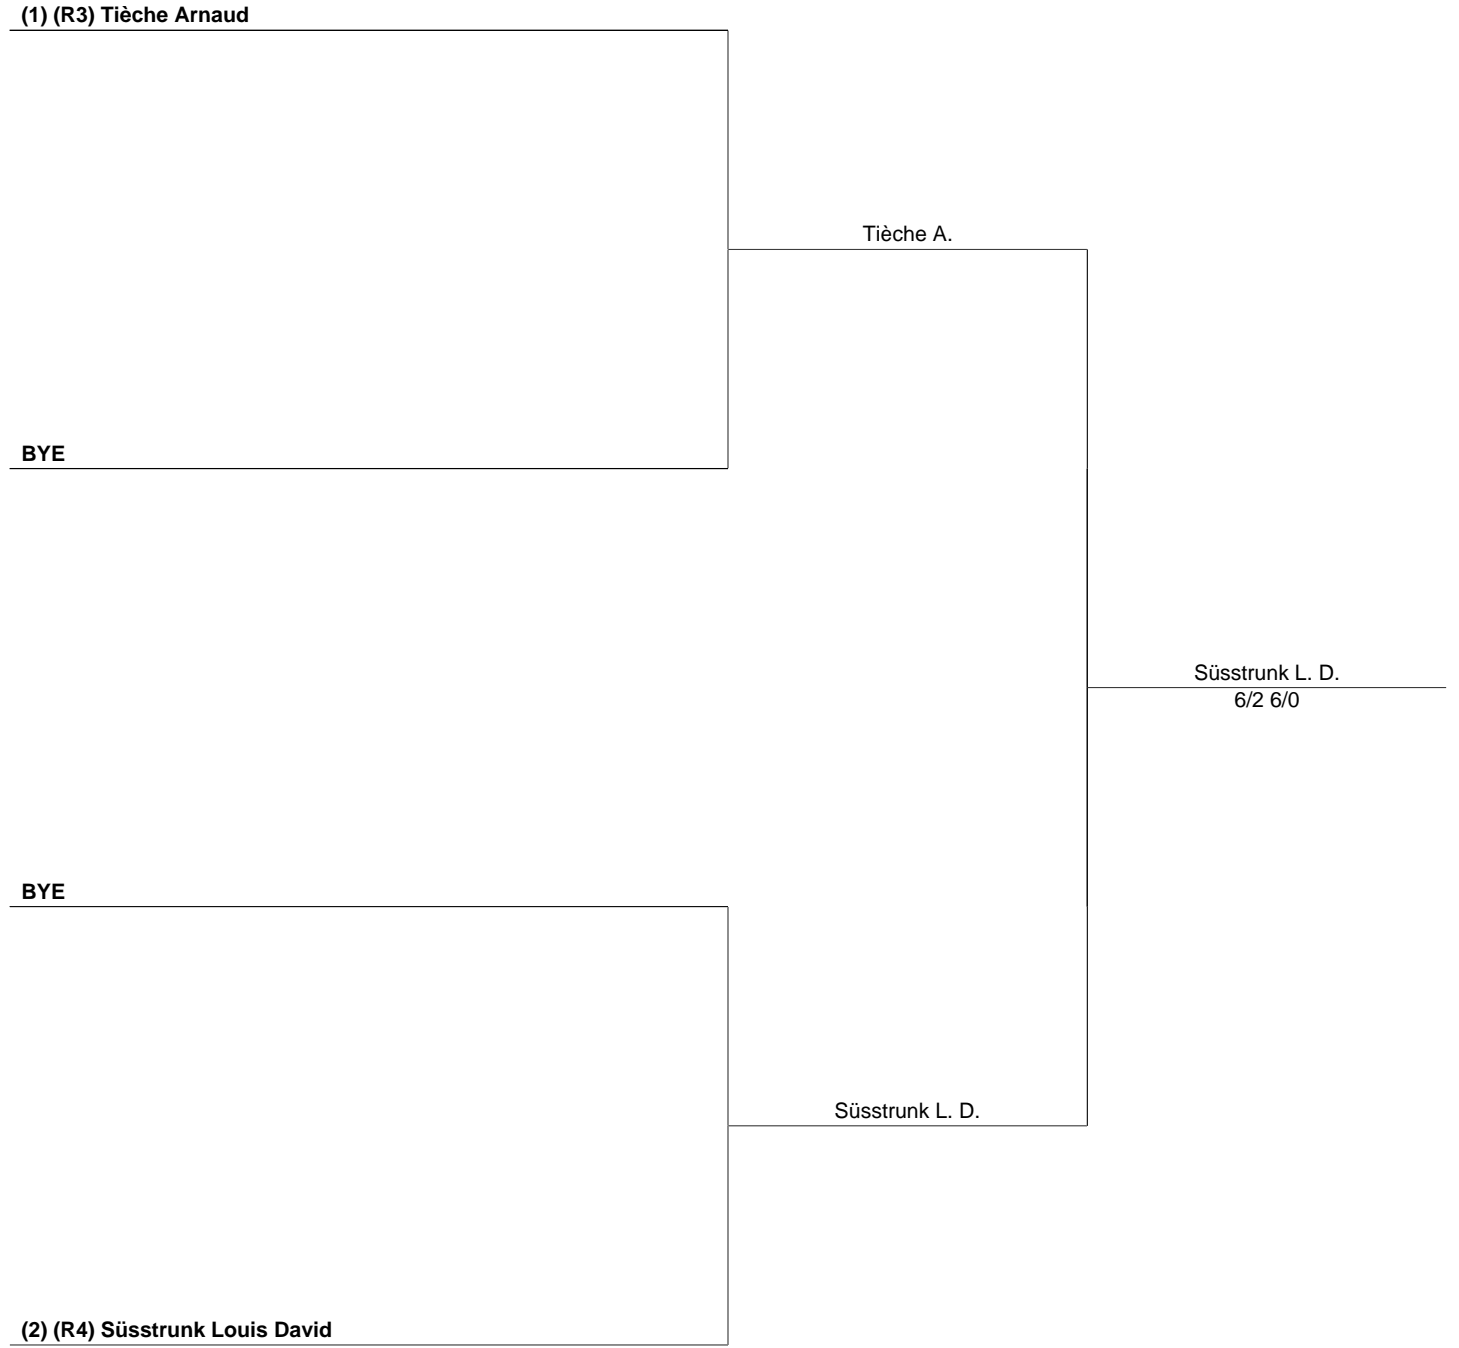 (1) (R3) Tièche Arnaud
Tièche A.
BYE
Süsstrunk L. D.
6/2 6/0
BYE
Süsstrunk L. D.
(2) (R4) Süsstrunk Louis David